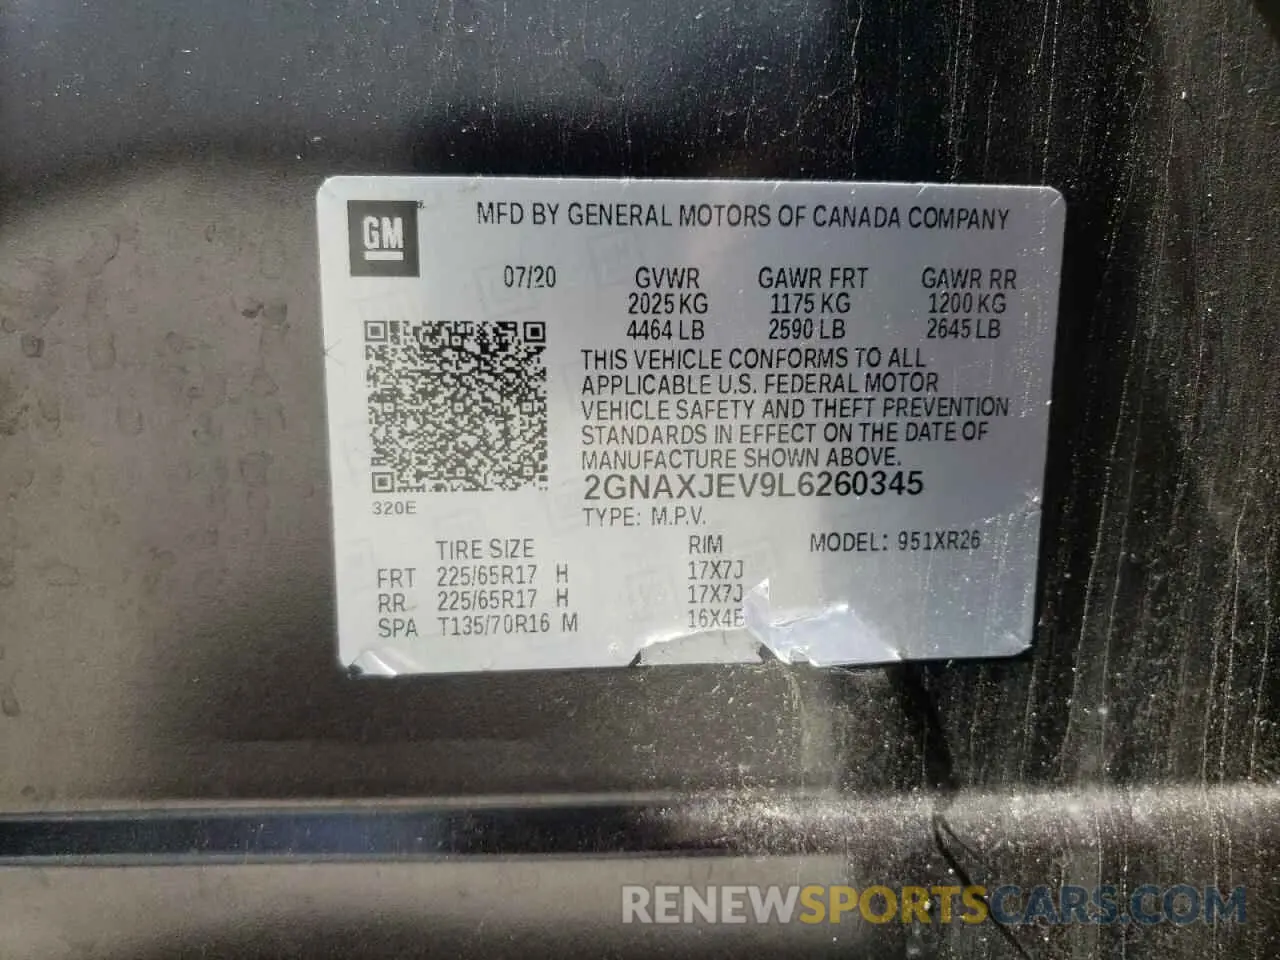 GM
MFD BY GENERAL MOTORS OF CANADA COMPANY
07/20 GVWR GAWR FRT GAWR RR
2025 KG 1175 KG 1200 KG
4464 LB 2590 LB 2645 LB
THIS VEHICLE CONFORMS TO ALL
APPLICABLE U.S. FEDERAL MOTOR
VEHICLE SAFETY AND THEFT PREVENTION
STANDARDS IN EFFECT ON THE DATE OF
MANUFACTURE SHOWN ABOVE.
2GNAXJEV9L6260345
320E
TYPE: M.P.V.
TIRE SIZE RIM MODEL: 951XR26
FRT 225/65R17 H 17X7J
RR 225/65R17 H 17X7J
SPA T135/70R16 M
RENEWSPORTSCARS.COM